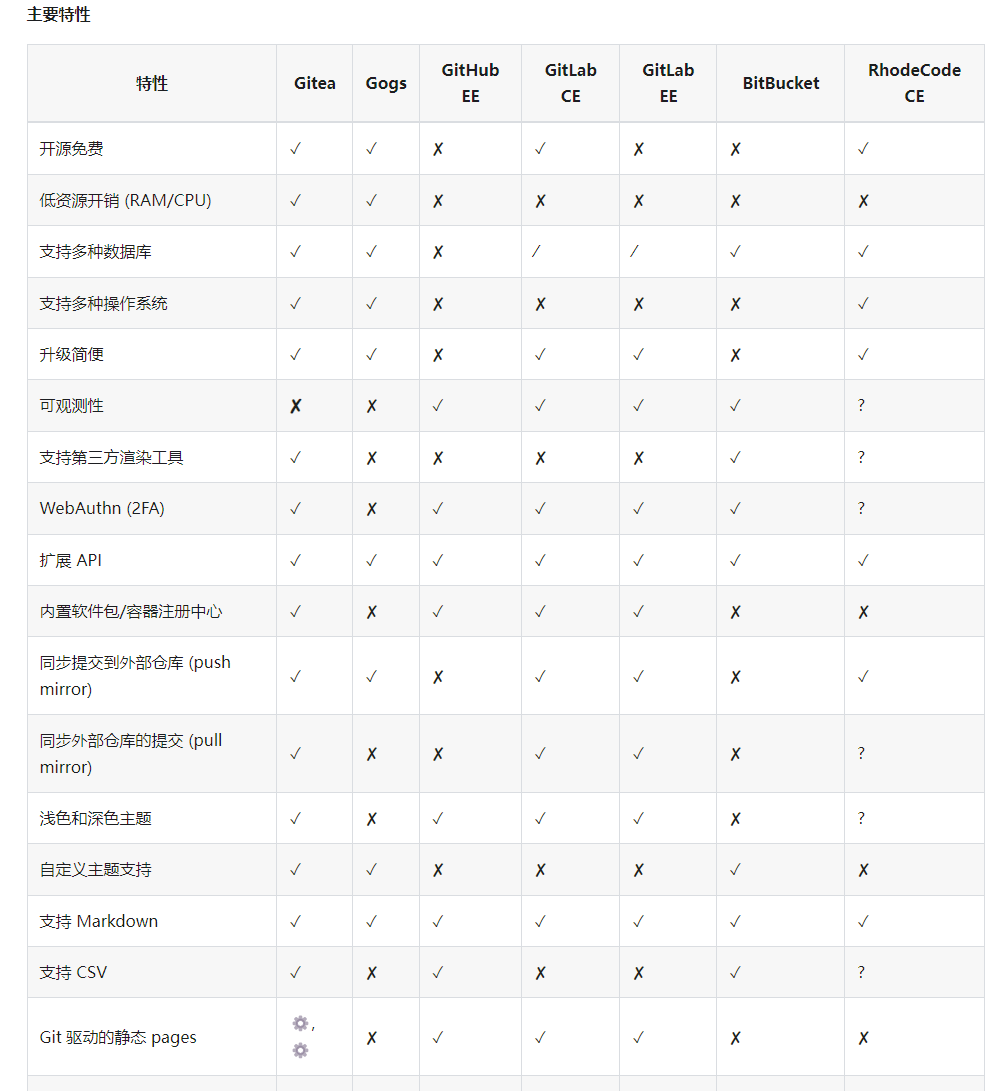 主要特性
特性 Gitea Gogs GitHub EE GitLab CE GitLab EE BitBucket RhodeCode CE
开源免费 ✓ ✓ ✘ ✓ ✘ ✘ ✓
低资源开销 (RAM/CPU) ✓ ✓ ✘ ✘ ✘ ✘ ✘
支持多种数据库 ✓ ✓ ✘ / / ✓ ✓
支持多种操作系统 ✓ ✓ ✘ ✘ ✘ ✘ ✓
升级简便 ✓ ✓ ✘ ✓ ✓ ✘ ✓
可观测性 ✘ ✘ ✓ ✓ ✓ ✓ ?
支持第三方渲染工具 ✓ ✘ ✘ ✘ ✘ ✓ ?
WebAuthn (2FA) ✓ ✘ ✓ ✓ ✓ ✓ ?
扩展 API ✓ ✓ ✓ ✓ ✓ ✓ ✓
内置软件包/容器注册中心 ✓ ✘ ✓ ✓ ✓ ✘ ✘
同步提交到外部仓库 (push mirror) ✓ ✓ ✘ ✓ ✓ ✘ ✓
同步外部仓库的提交 (pull mirror) ✓ ✘ ✘ ✓ ✓ ✘ ?
浅色和深色主题 ✓ ✘ ✓ ✓ ✓ ✘ ?
自定义主题支持 ✓ ✓ ✘ ✘ ✘ ✓ ✘
支持 Markdown ✓ ✓ ✓ ✓ ✓ ✓ ✓
支持 CSV ✓ ✘ ✓ ✘ ✘ ✓ ?
Git 驱动的静态 pages ⚙, ⚙ ✘ ✓ ✓ ✓ ✘ ✘